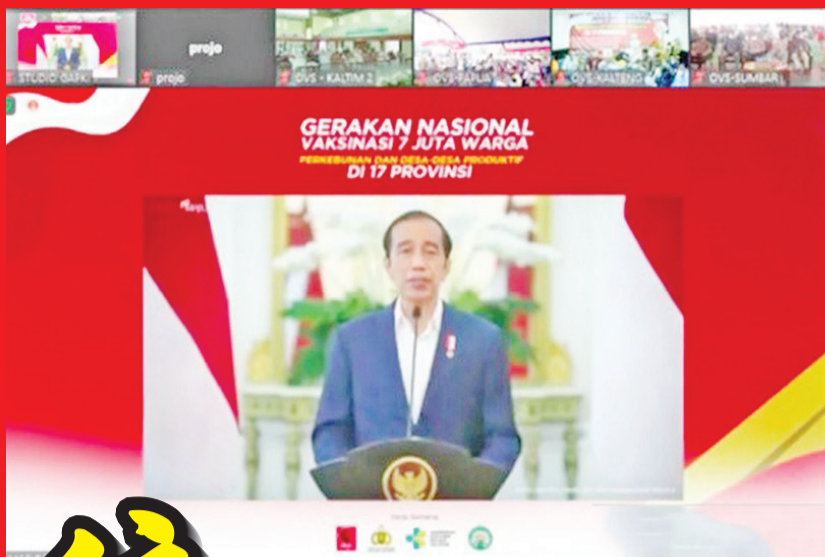 STUDIO GAPKI
projo
projo
OVS - KALTIM 2
OVS-PAPUA
OVS-KALTENG
OVS-SUMBAR
GERAKAN NASIONAL
VAKSINASI 7 JUTA WARGA
PERKEBUNAN DAN DESA-DESA PRODUKTIF
DI 17 PROVINSI